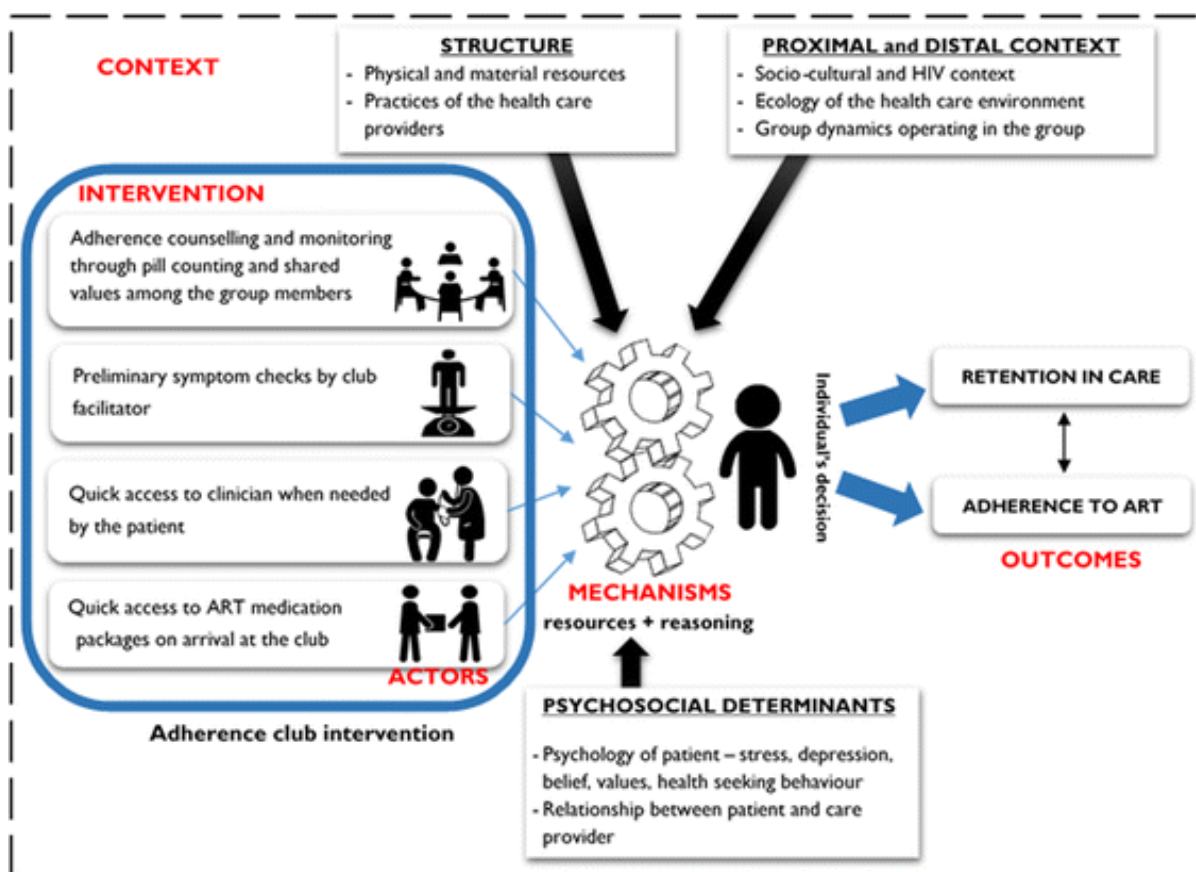 CONTEXT
STRUCTURE
- Physical and material resources
- Practices of the health care
providers
PROXIMAL and DISTAL CONTEXT
- Socio-cultural and HIV context
- Ecology of the health care environment
- Group dynamics operating in the group
INTERVENTION
Adherence counselling and monitoring
through pill counting and shared
values among the group members
Preliminary symptom checks by club
facilitator
Quick access to clinician when needed
by the patient
Quick access to ART medication
packages on arrival at the club
ACTORS
Adherence club intervention
MECHANISMS
resources + reasoning
Individual's decision
RETENTION IN CARE
ADHERENCE TO ART
OUTCOMES
PSYCHOSOCIAL DETERMINANTS
- Psychology of patient – stress, depression,
belief, values, health seeking behaviour
- Relationship between patient and care
provider